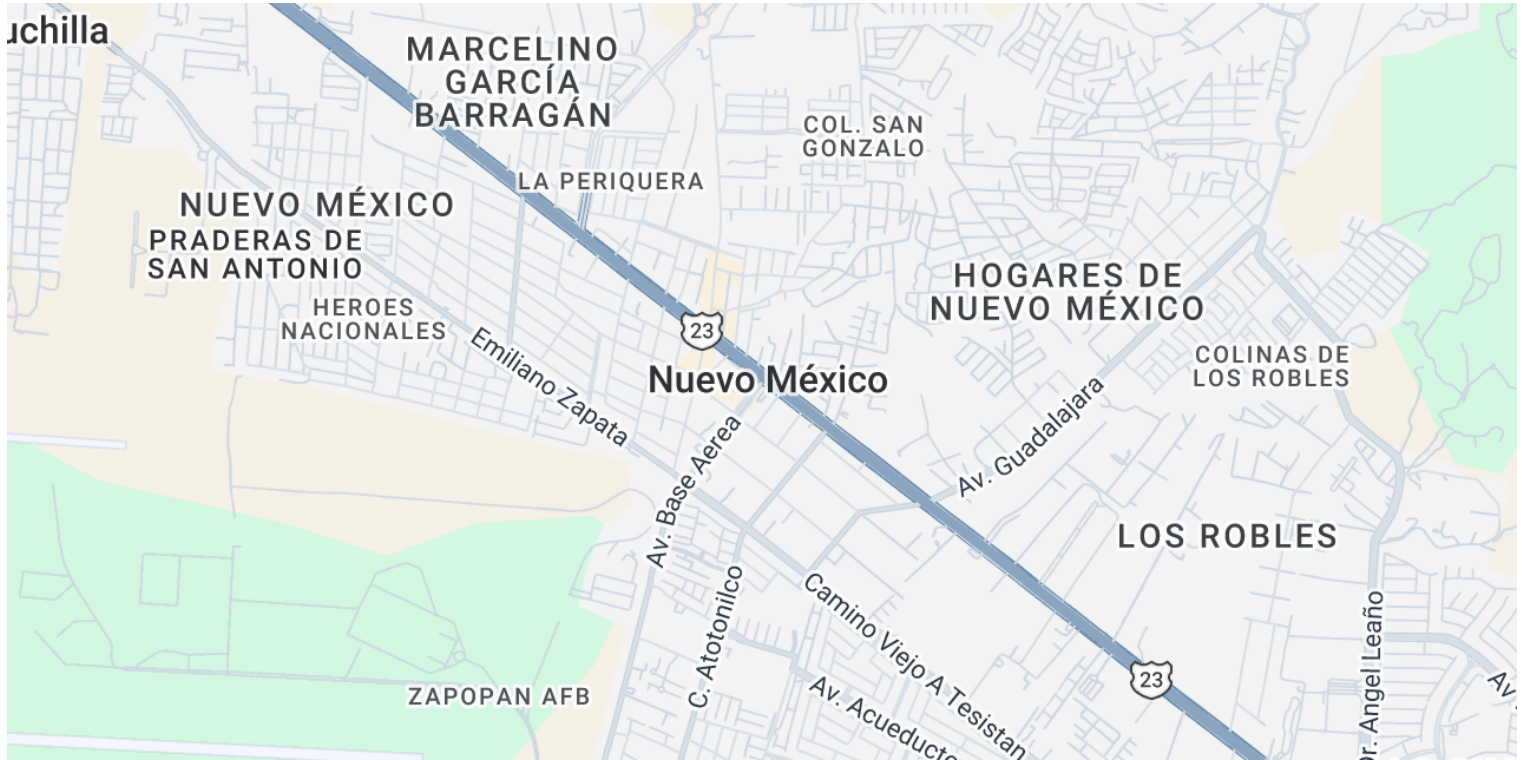 uchilla
MARCELINO
GARCÍA
BARRAGÁN
COL. SAN
GONZALO
LA PERIQUERA
NUEVO MÉXICO
PRADERAS DE
SAN ANTONIO
HEROES
NACIONALES
HOGARES DE
NUEVO MÉXICO
23
Emiliano Zapata
Nuevo México
COLINAS DE
LOS ROBLES
Av. Guadalajara
Av. Base Aerea
LOS ROBLES
C. Atotonilco
Camino Viejo A Tesistan
Av. Acueducto
ZAPOPAN AFB
23
Dr. Angel Leaño
Av.